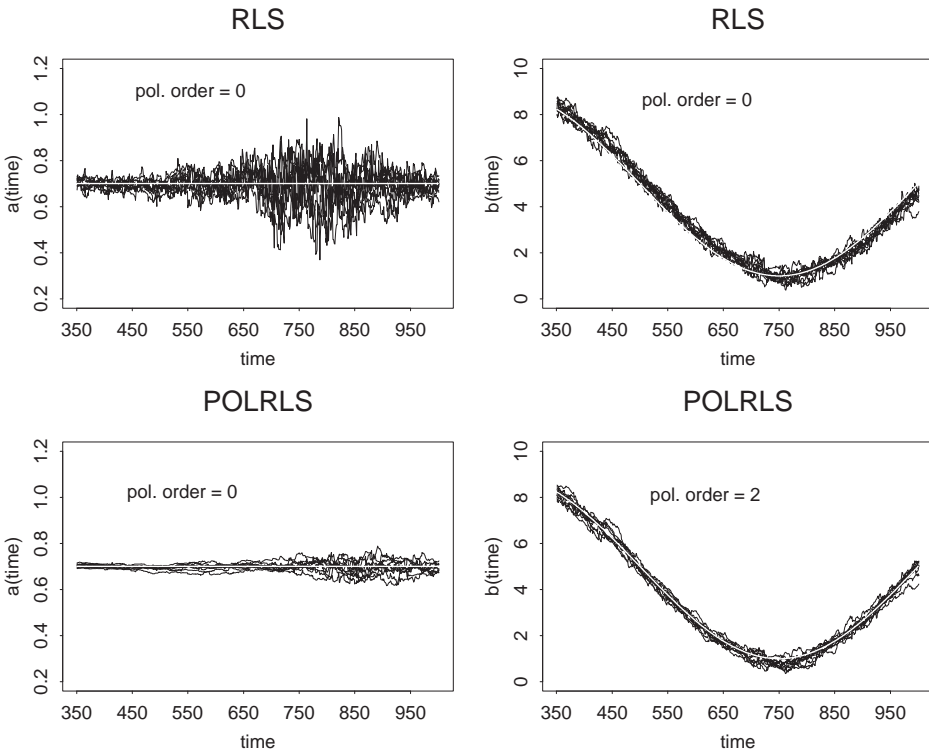 RLS
a(time)
0.2 0.4 0.6 0.8 1.0 1.2
pol. order = 0
350 450 550 650 750 850 950
time
RLS
b(time)
0 2 4 6 8 10
pol. order = 0
350 450 550 650 750 850 950
time
POLRLS
a(time)
0.2 0.4 0.6 0.8 1.0 1.2
pol. order = 0
350 450 550 650 750 850 950
time
POLRLS
b(time)
0 2 4 6 8 10
pol. order = 2
350 450 550 650 750 850 950
time